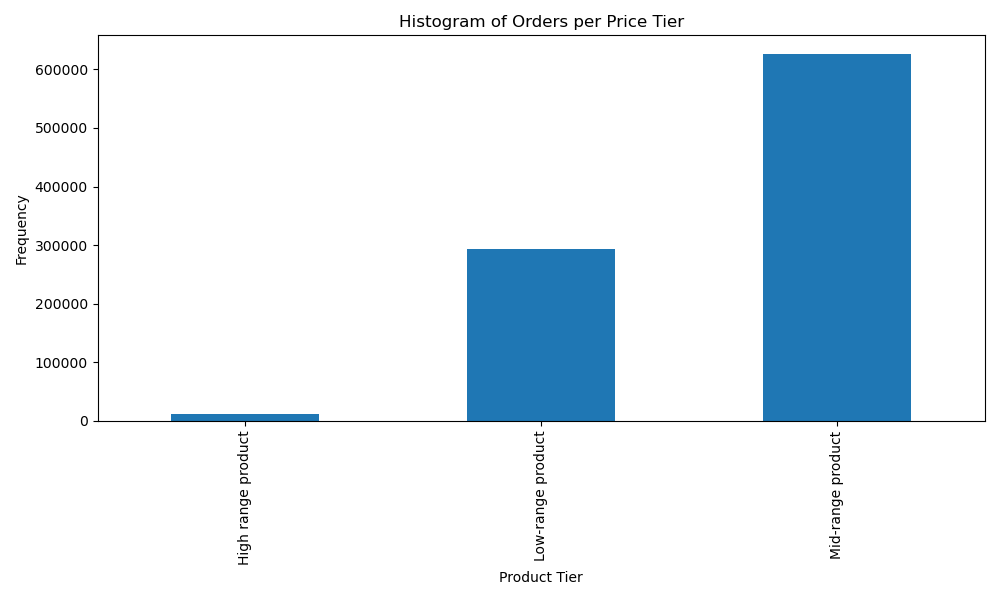 Histogram of Orders per Price Tier
Frequency
600000
500000
400000
300000
200000
100000
0
High range product
Low-range product
Mid-range product
Product Tier